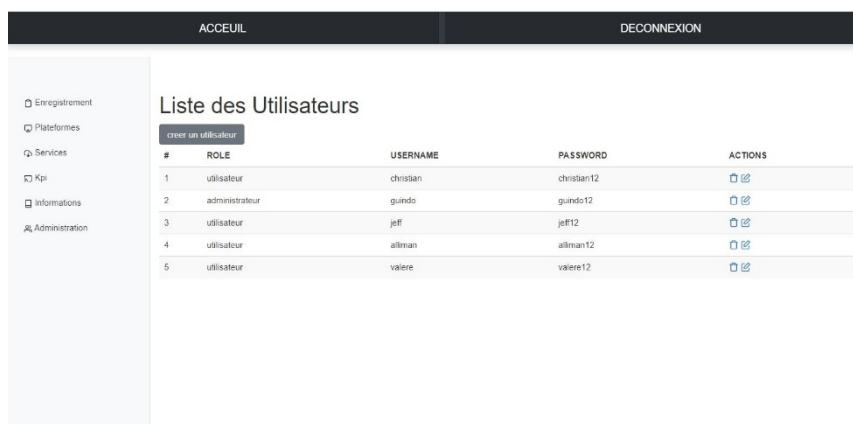 ACCEUIL DECONNEXION
Enregistrement
Plateformes
Services
Kpi
Informations
Administration
Liste des Utilisateurs
creer un utilisateur
# ROLE USERNAME PASSWORD ACTIONS
1 utilisateur christian christian12
2 administrateur guindo guindo12
3 utilisateur jeff jeff12
4 utilisateur alliman alliman12
5 utilisateur valere valere12